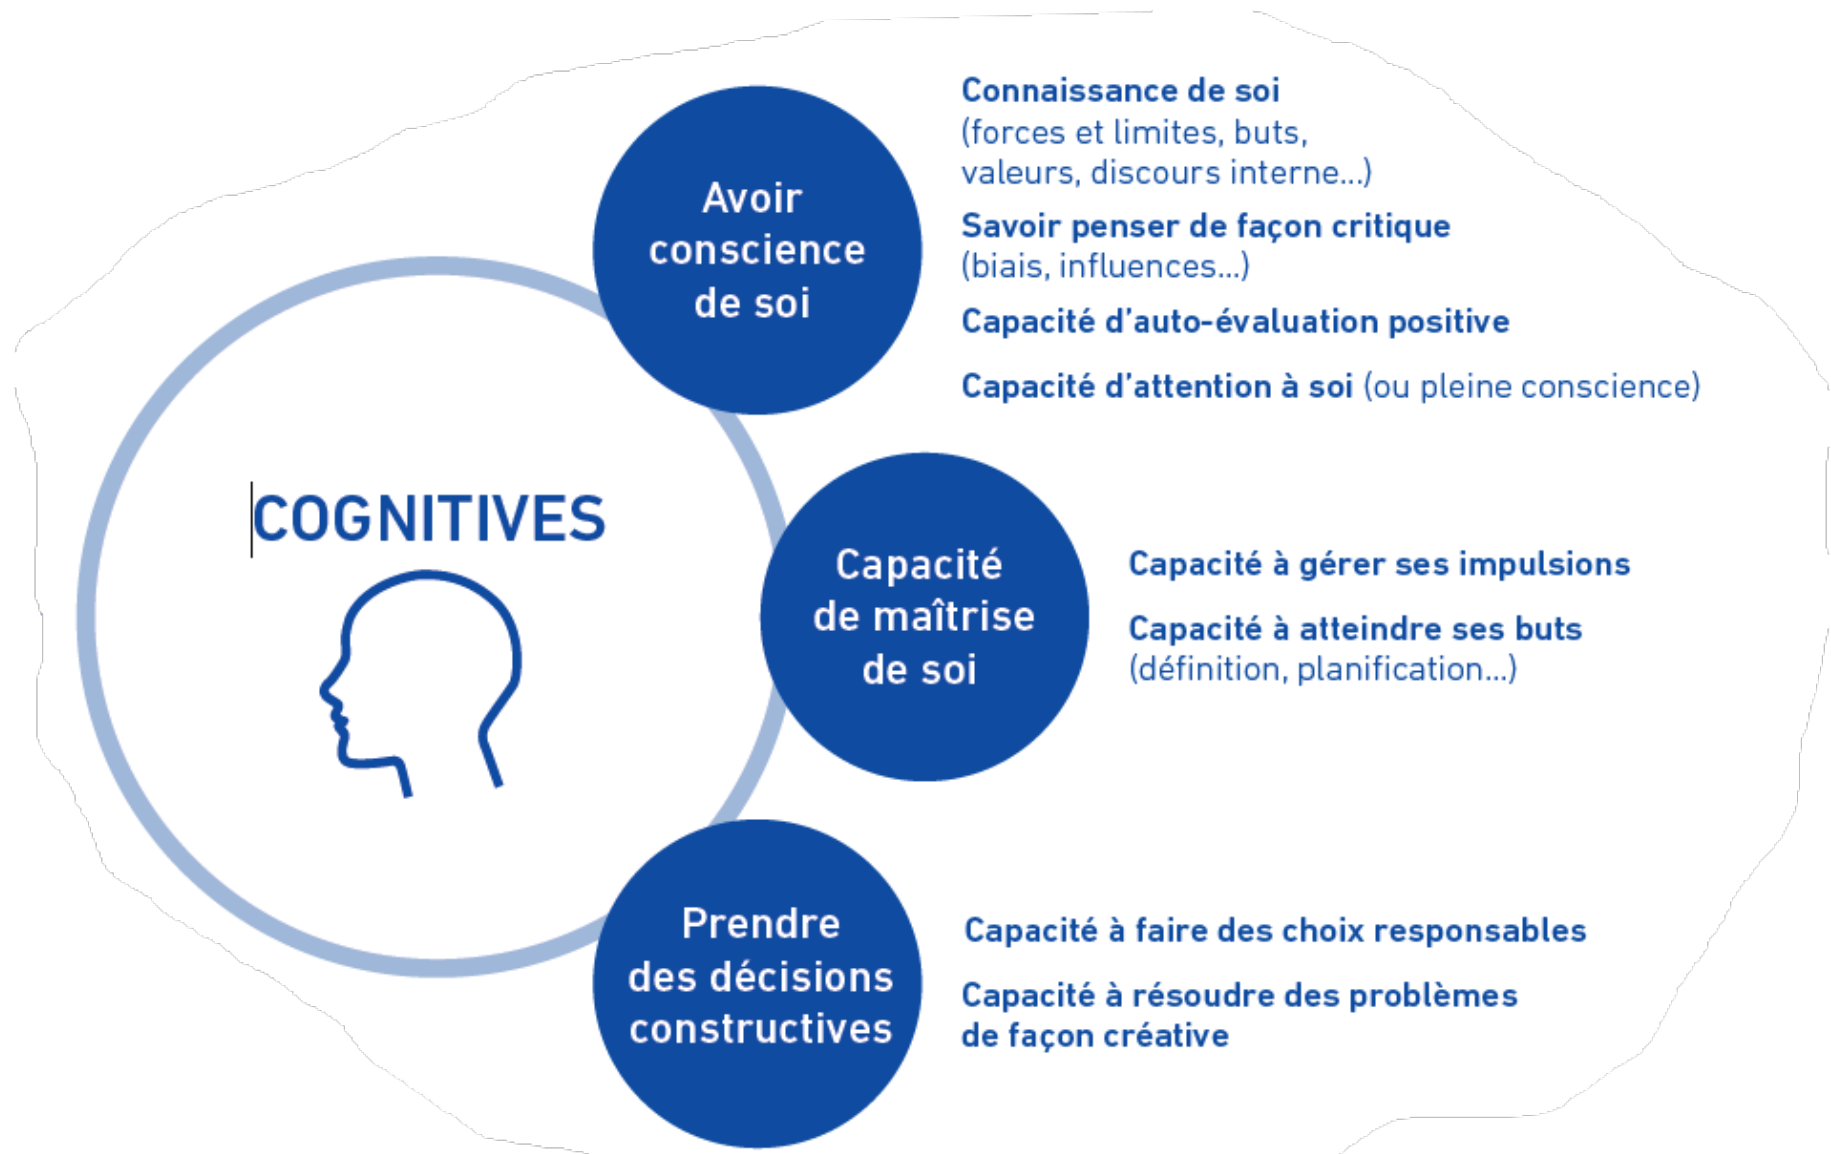 COGNITIVES
Avoir
conscience
de soi
Connaissance de soi
(forces et limites, buts,
valeurs, discours interne...)
Savoir penser de façon critique
(biais, influences...)
Capacité d’auto-évaluation positive
Capacité d’attention à soi (ou pleine conscience)
Capacité
de maîtrise
de soi
Capacité à gérer ses impulsions
Capacité à atteindre ses buts
(définition, planification...)
Prendre
des décisions
constructives
Capacité à faire des choix responsables
Capacité à résoudre des problèmes
de façon créative